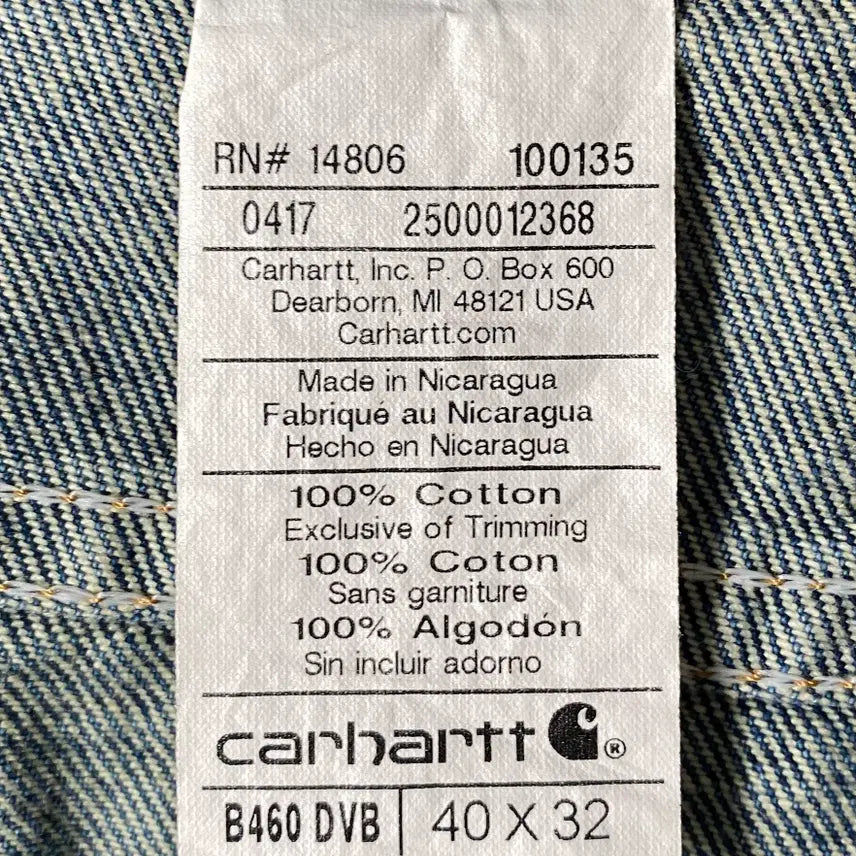 RN# 14806 100135
0417 2500012368
Carhartt, Inc. P. O. Box 600
Dearborn, MI 48121 USA
Carhartt.com
Made in Nicaragua
Fabriqué au Nicaragua
Hecho en Nicaragua
100% Cotton
Exclusive of Trimming
100% Coton
Sans garniture
100% Algodón
Sin incluir adorno
carhartt ®
B460 DVB 40 X 32